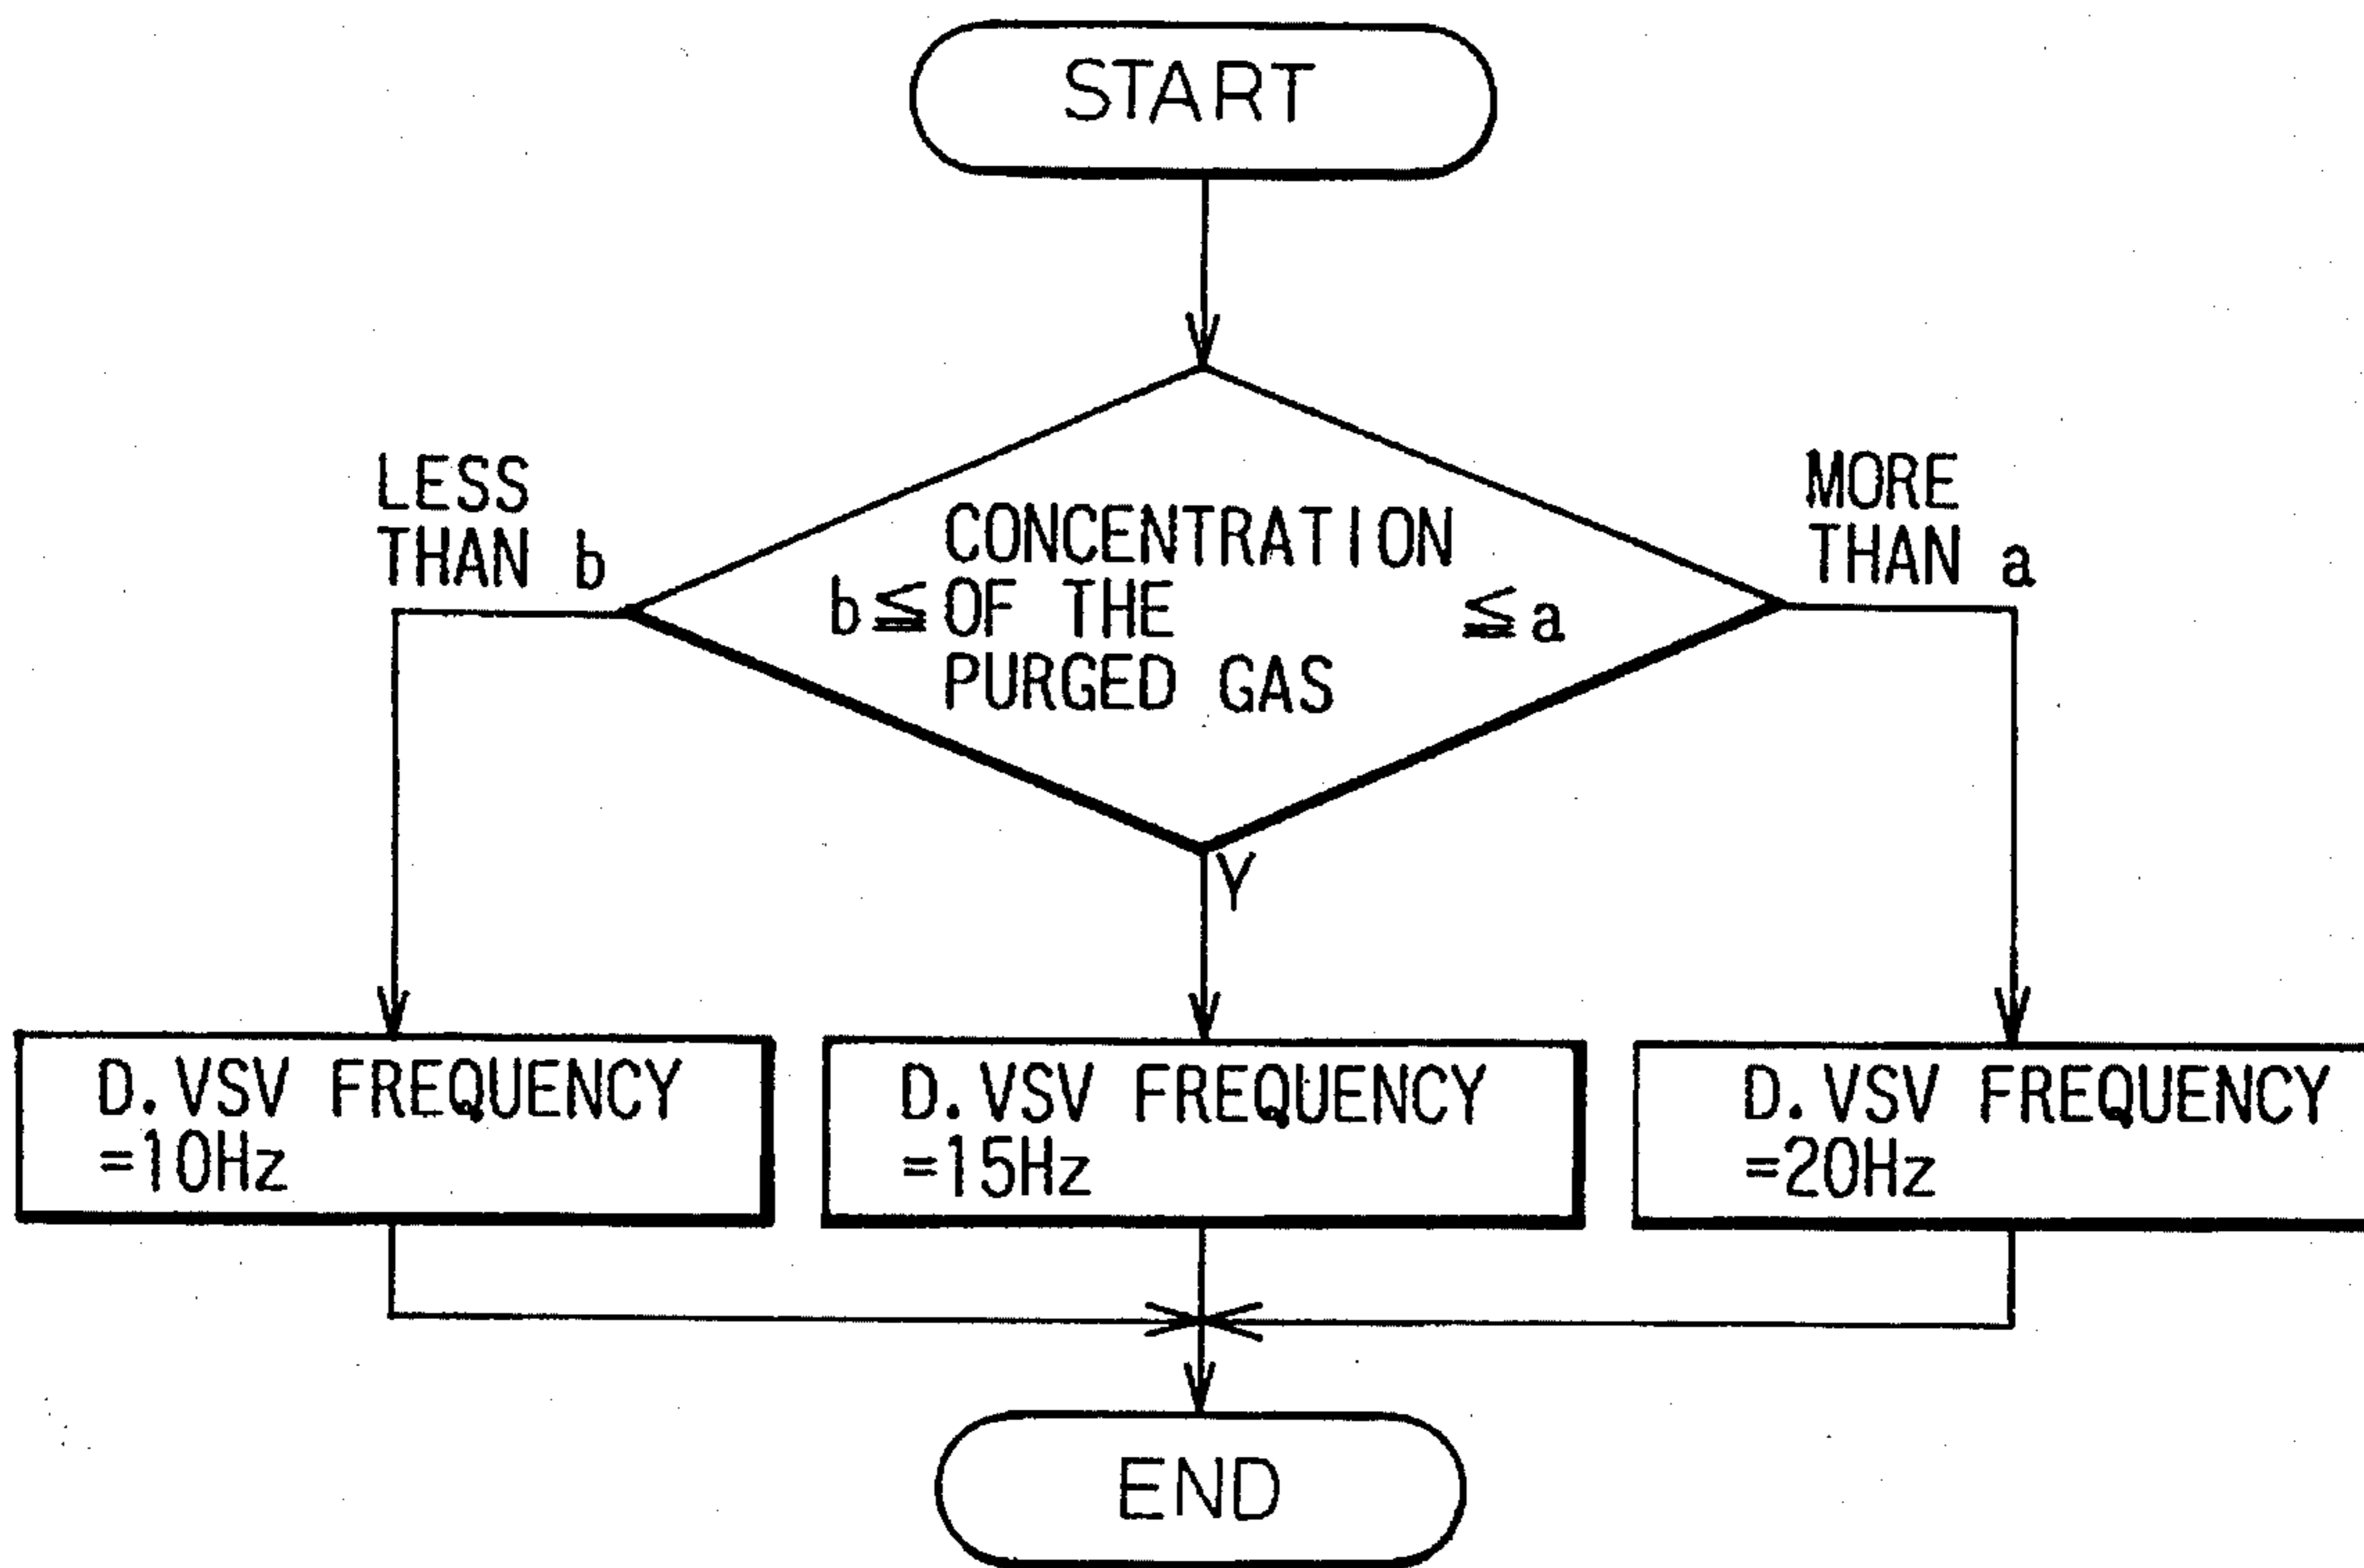 START
LESS
THAN b
CONCENTRATION
b≦ OF THE ≦a
PURGED GAS
MORE
THAN a
Y
D.VSV FREQUENCY
=10Hz
D.VSV FREQUENCY
=15Hz
D.VSV FREQUENCY
=20Hz
END